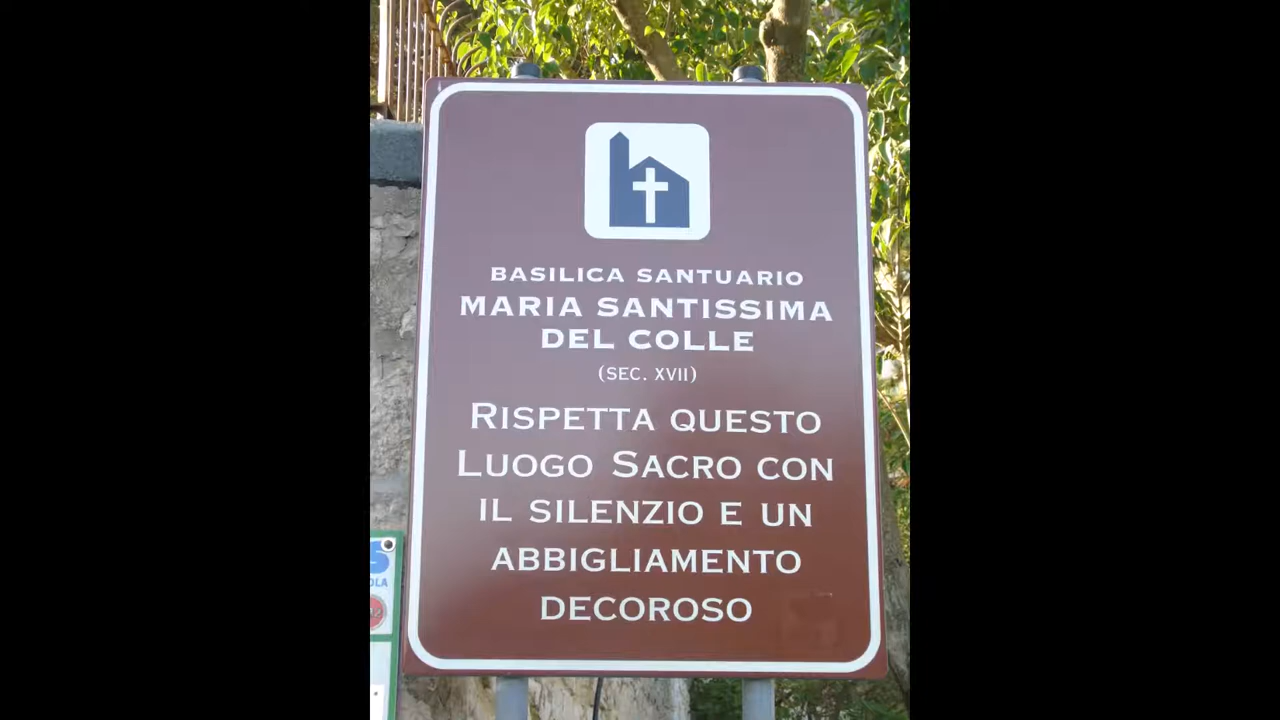 BASILICA SANTUARIO
MARIA SANTISSIMA
DEL COLLE
(SEC. XVII)
RISPETTA QUESTO
LUOGO SACRO CON
IL SILENZIO E UN
ABBIGLIAMENTO
DECOROSO